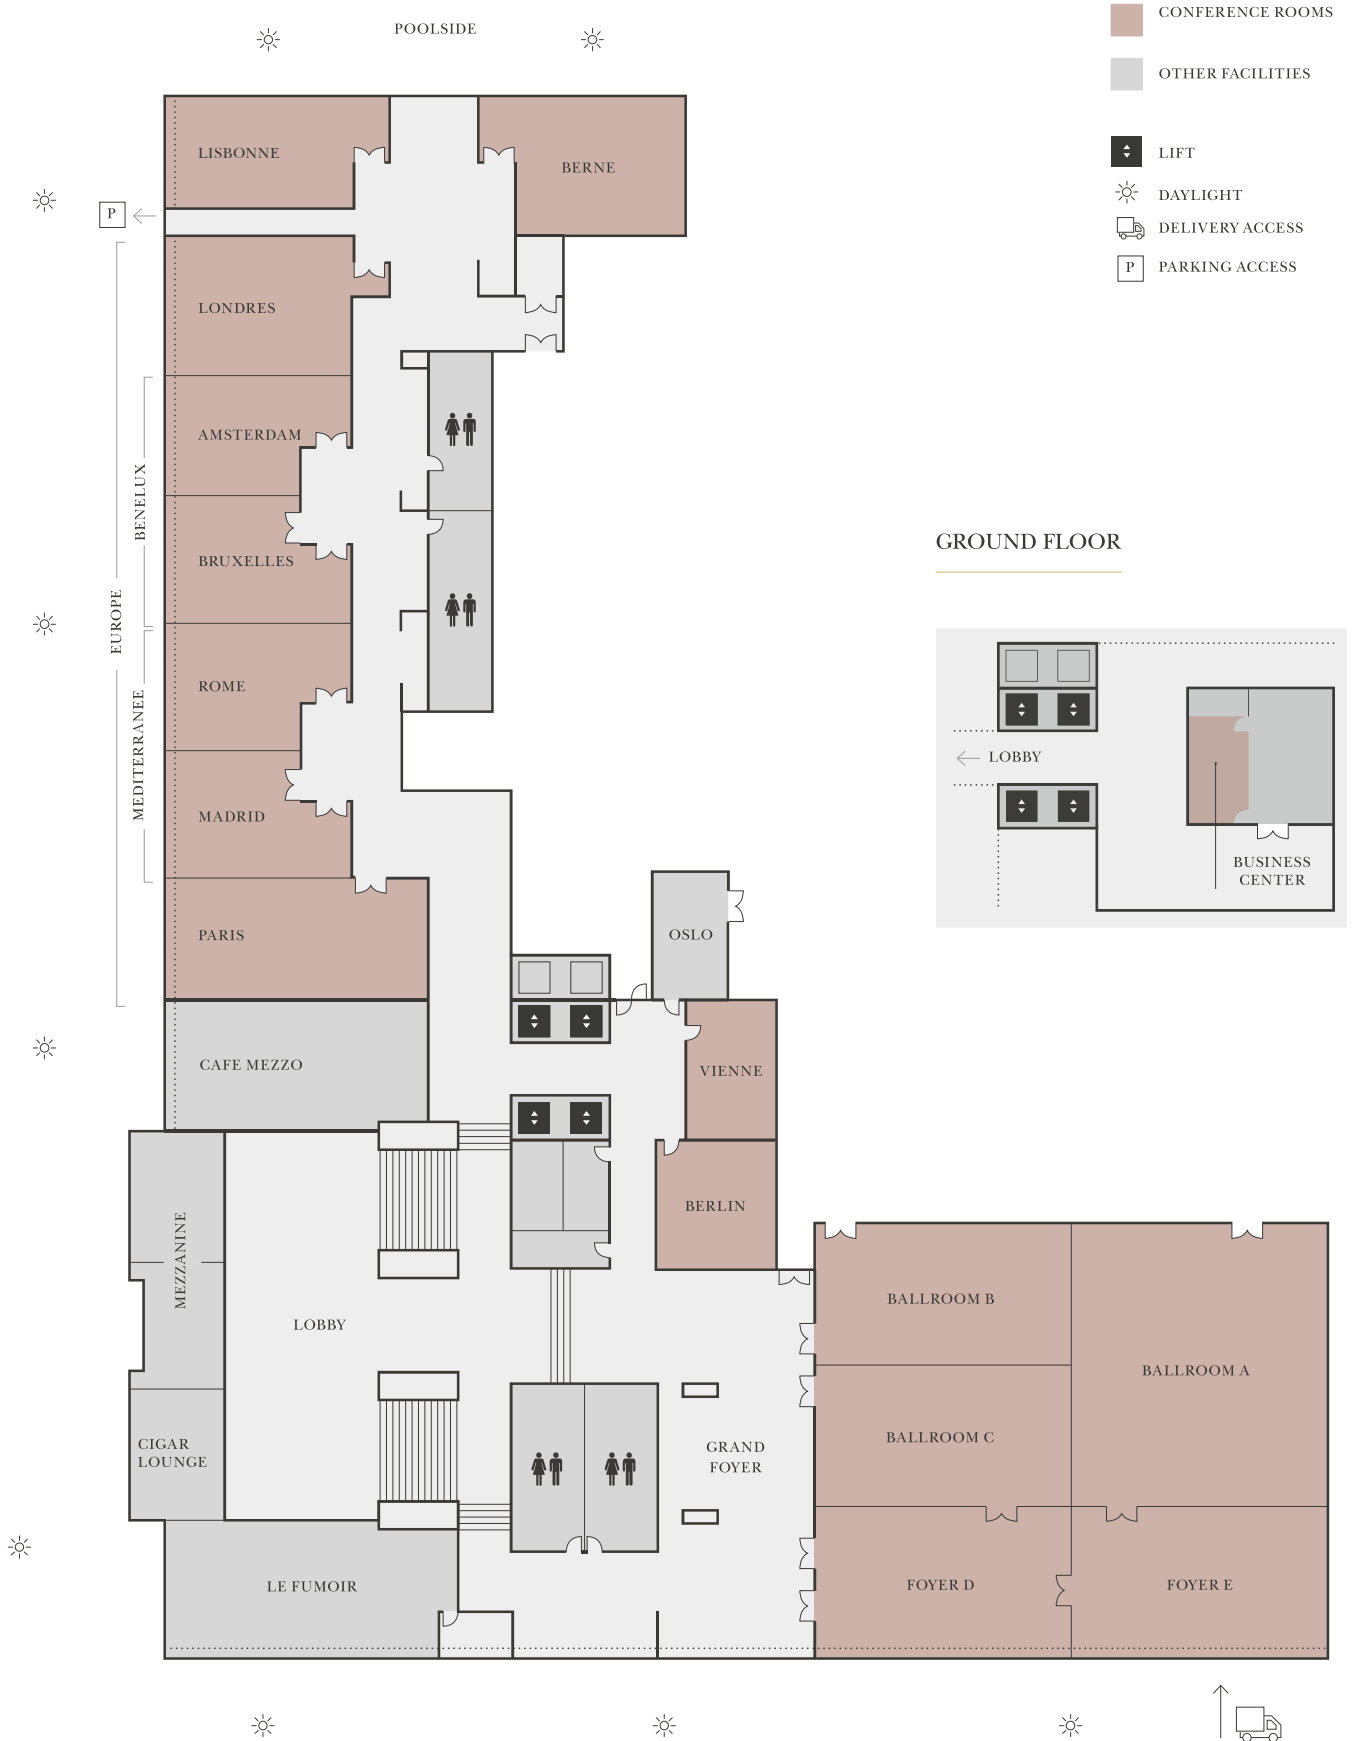 POOLSIDE
CONFERENCE ROOMS
OTHER FACILITIES
LIFT
DAYLIGHT
DELIVERY ACCESS
P
PARKING ACCESS
LISBONNE
BERNE
P
LONDRES
AMSTERDAM
BENELUX
BRUXELLES
EUROPE
ROME
MEDITERRANEE
MADRID
PARIS
GROUND FLOOR
LOBBY
BUSINESS
CENTER
OSLO
CAFE MEZZO
VIENNE
BERLIN
MEZZANINE
LOBBY
CIGAR
LOUNGE
GRAND
FOYER
BALLROOM B
BALLROOM A
BALLROOM C
LE FUMOIR
FOYER D
FOYER E